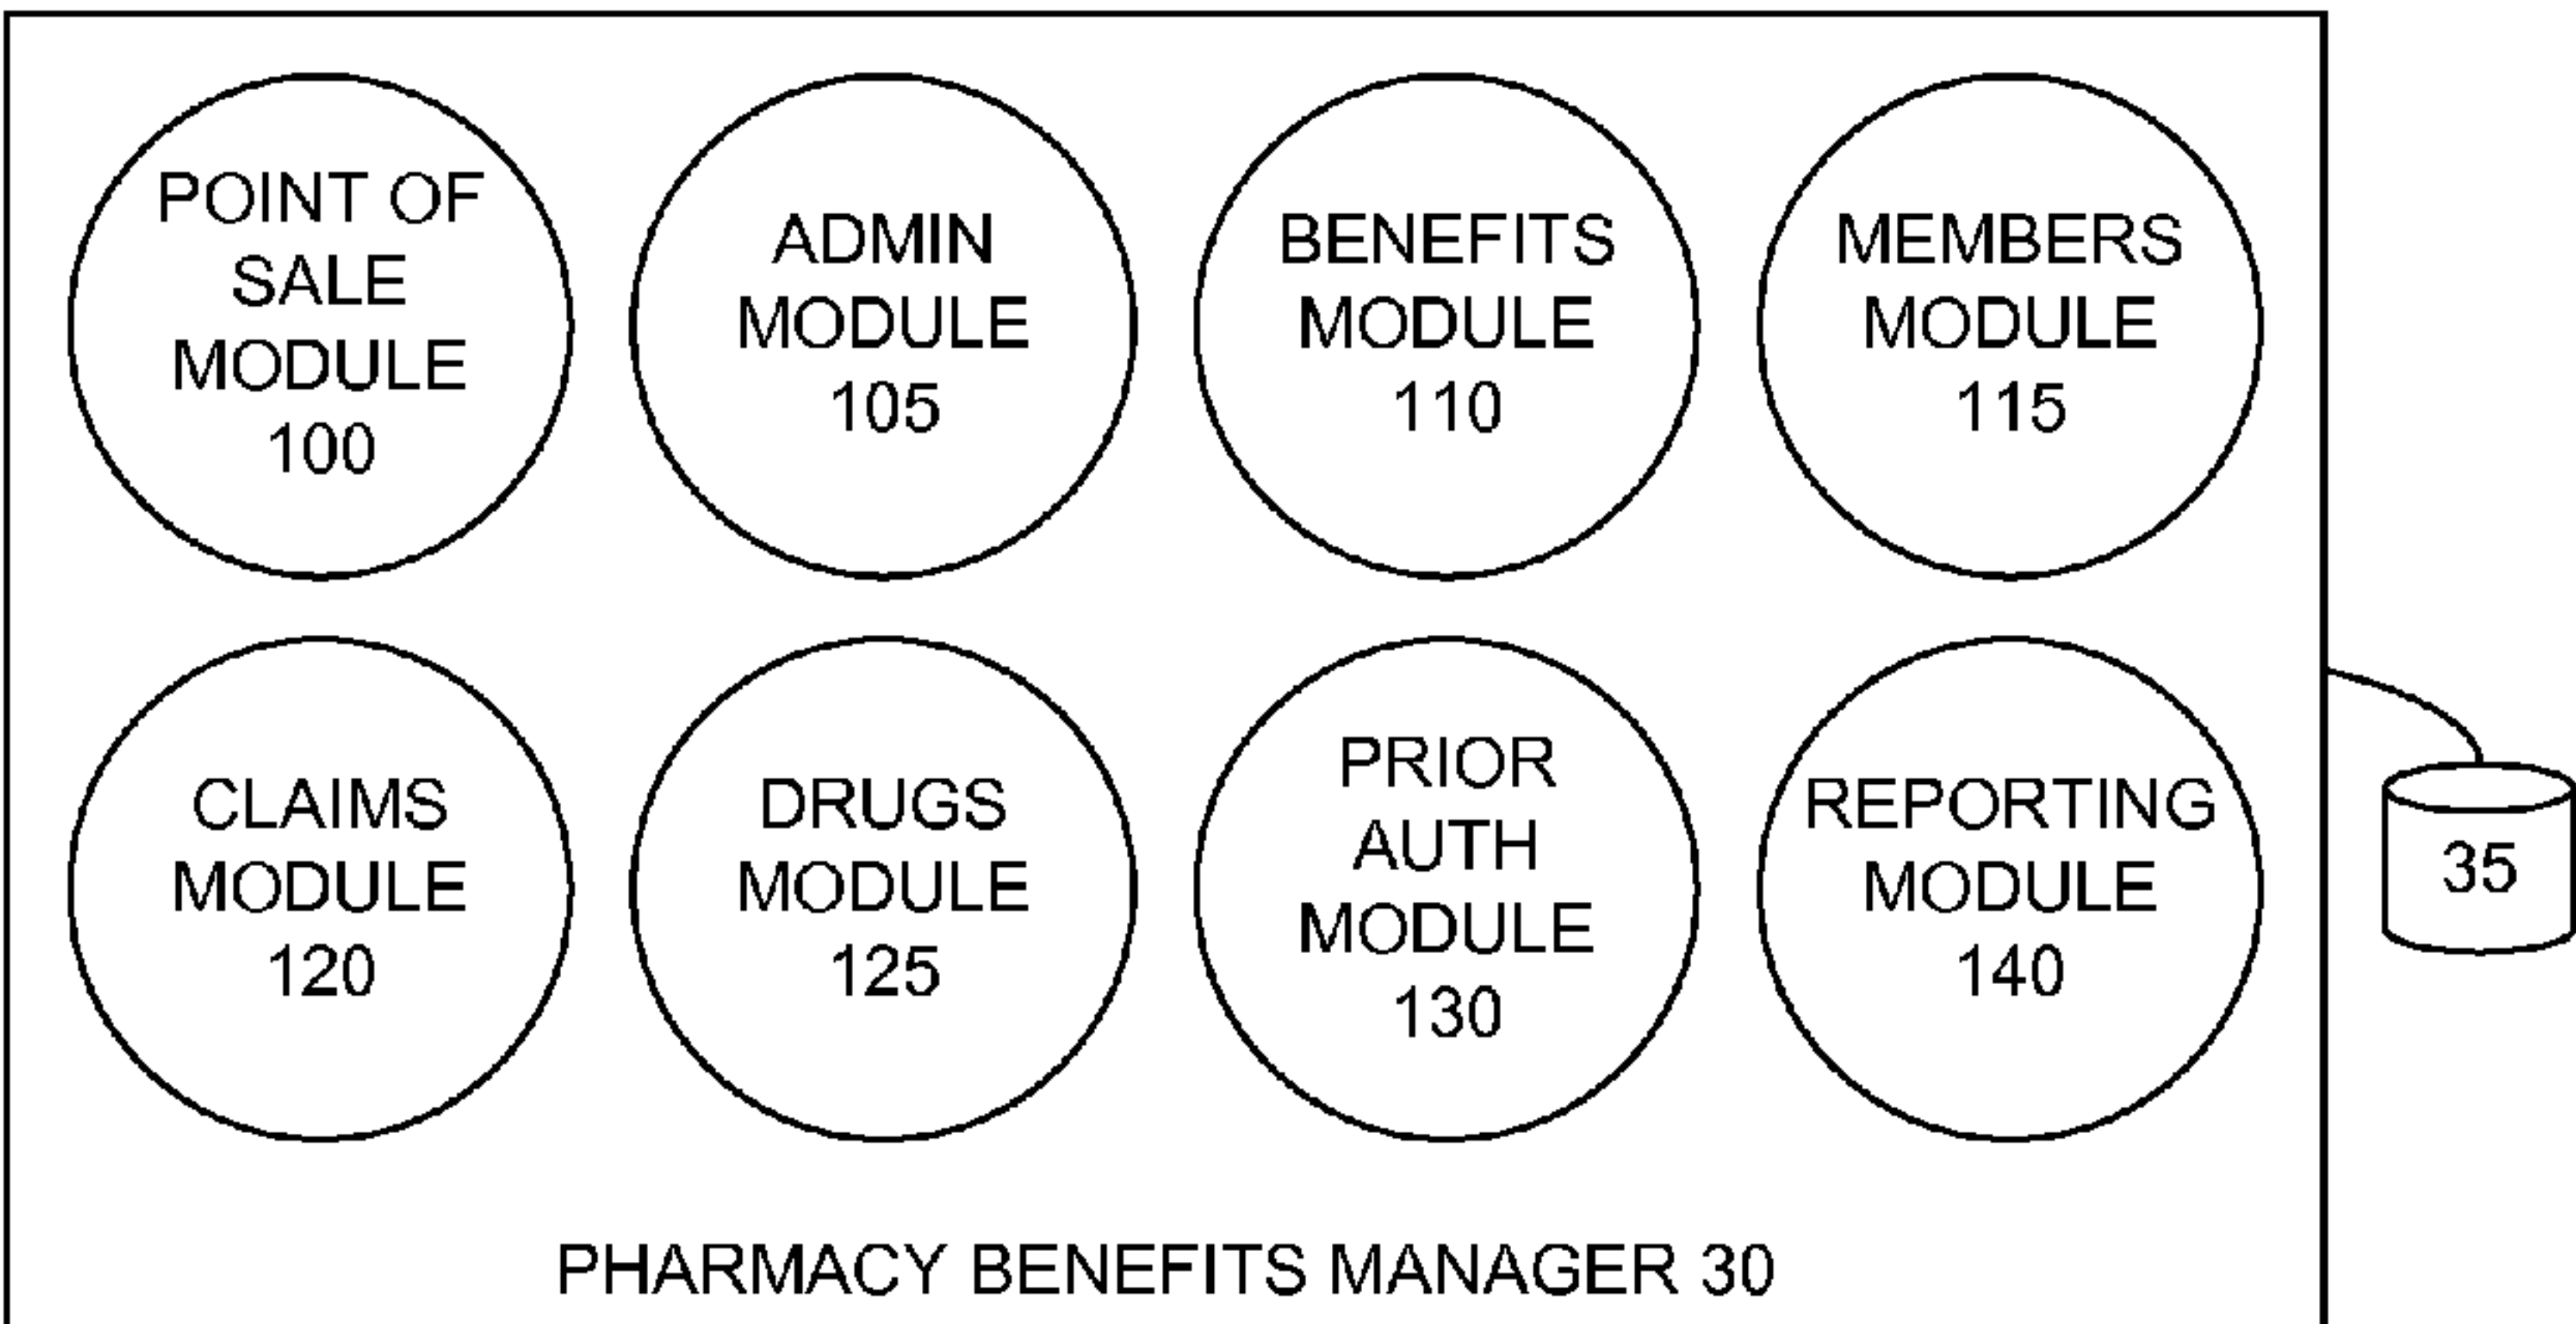 POINT OF
SALE
MODULE
100
ADMIN
MODULE
105
BENEFITS
MODULE
110
MEMBERS
MODULE
115
CLAIMS
MODULE
120
DRUGS
MODULE
125
PRIOR
AUTH
MODULE
130
REPORTING
MODULE
140
35
PHARMACY BENEFITS MANAGER 30